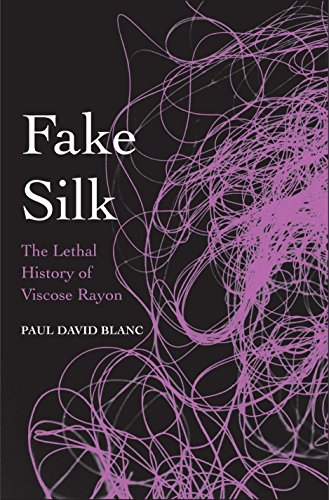 Fake
Silk
The Lethal
History of
Viscose Rayon
PAUL DAVID BLANC